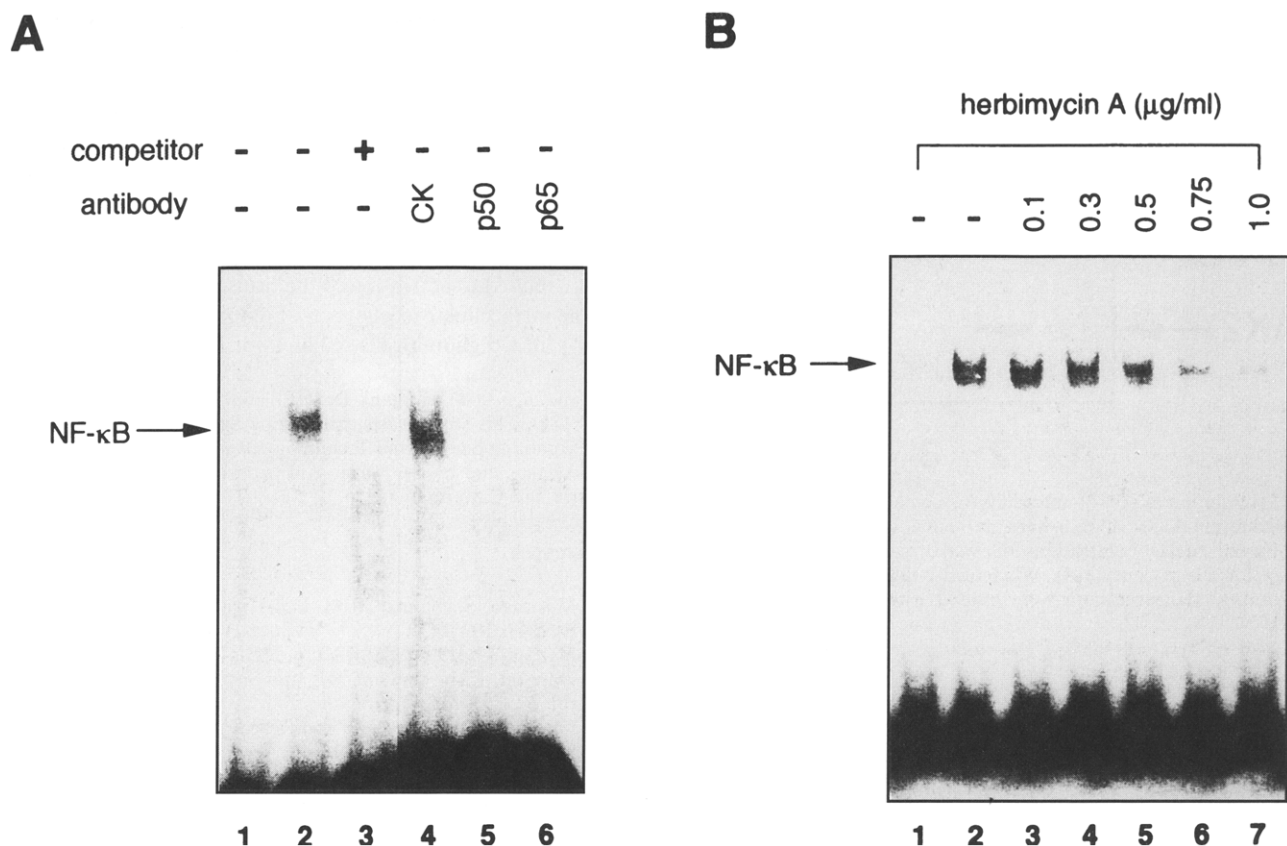 A
competitor - - + - - -
antibody - - - CK p50 p65
NF-κB
1 2 3 4 5 6
B
herbimycin A (μg/ml)
- - 0.1 0.3 0.5 0.75 1.0
NF-κB
1 2 3 4 5 6 7